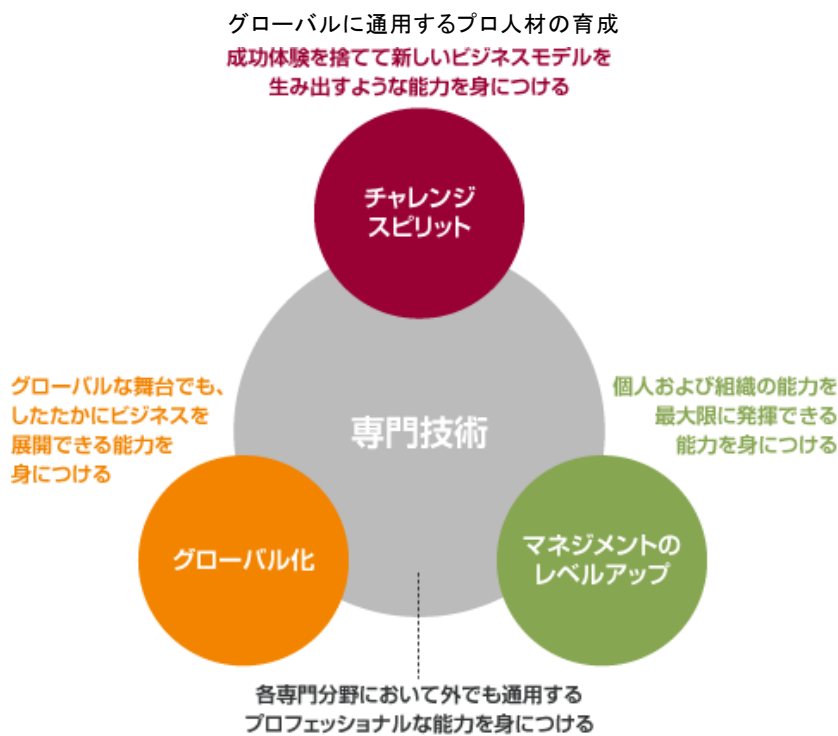 グローバルに通用するプロ人材の育成
成功体験を捨てて新しいビジネスモデルを
生み出すような能力を身につける
チャレンジ
スピリット
専門技術
グローバルな舞台でも、
したたかにビジネスを
展開できる能力を
身につける
グローバル化
個人および組織の能力を
最大限に発揮できる
能力を身につける
マネジメントの
レベルアップ
各専門分野において外でも通用する
プロフェッショナルな能力を身につける